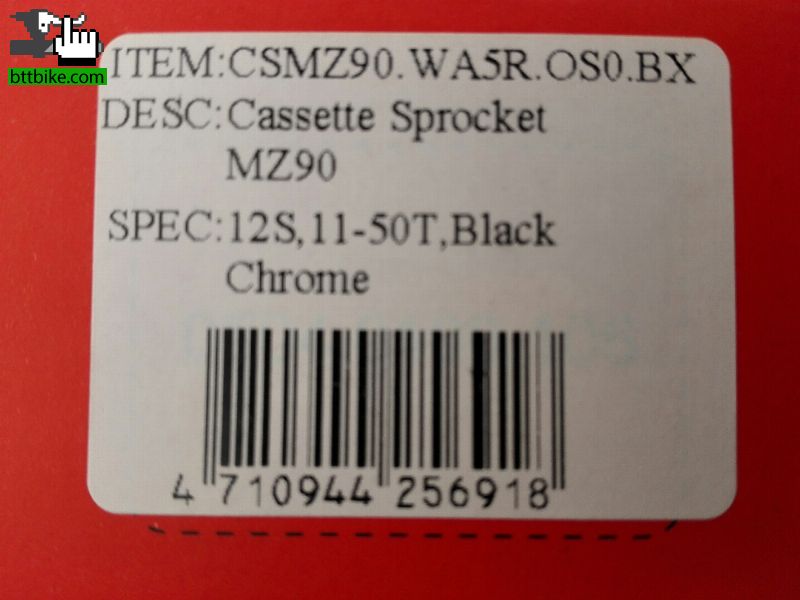 bttbike.com
ITEM:CSMZ90.WA5R.OS0.BX
DESC:Cassette Sprocket
MZ90
SPEC:12S,11-50T,Black
Chrome
4 710944 256918